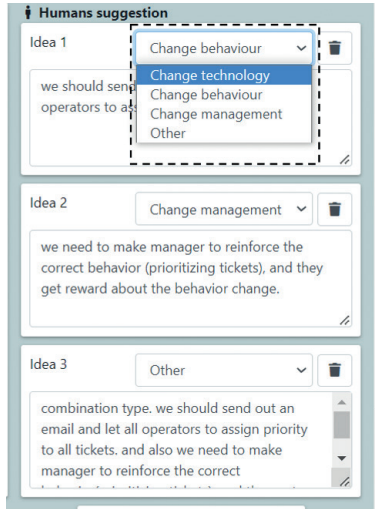 Humans suggestion
Idea 1
Change behaviour
Change technology
Change behaviour
Change management
Other
we should send
operators to as
Idea 2
Change management
we need to make manager to reinforce the
correct behavior (prioritizing tickets), and they
get reward about the behavior change.
Idea 3
Other
combination type. we should send out an
email and let all operators to assign priority
to all tickets. and also we need to make
manager to reinforce the correct